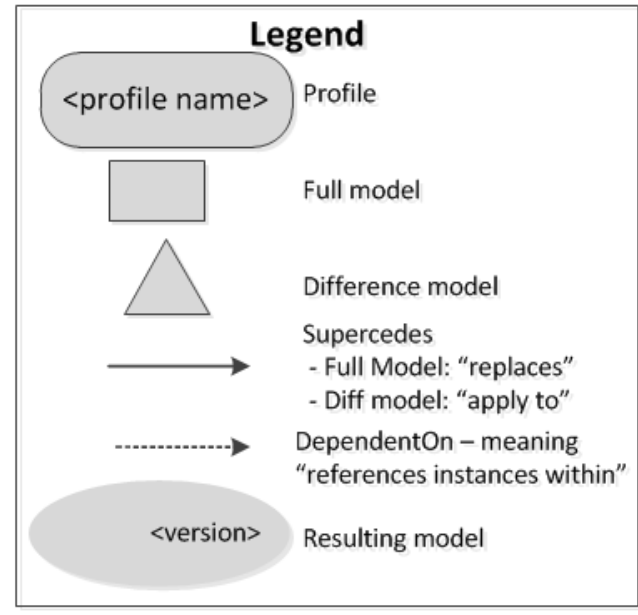 Legend
<profile name>
Profile
Full model
Difference model
Supercedes
- Full Model: “replaces”
- Diff model: “apply to”
DependentOn – meaning
“references instances within”
<version>
Resulting model